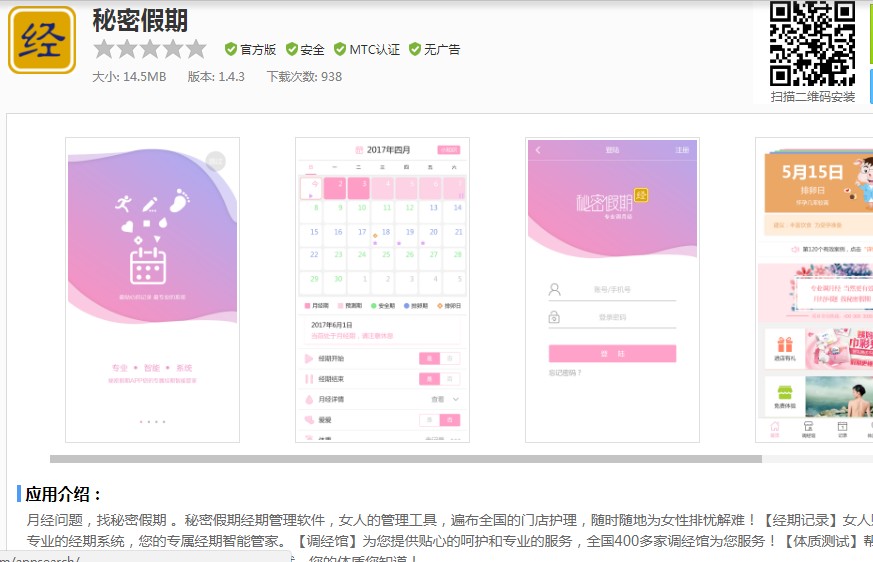 经
秘密假期
官方版 安全 MTC认证 无广告
大小: 14.5MB 版本: 1.4.3 下载次数: 938
扫描二维码安装
专业 • 智能 • 系统
2017年四月
日 一 二 三 四 五 六
2 3 4 5 6 7
8 9 10 11 12 13 14
15 16 17 18 19 20 21
22 23 24 25 26 27 28
29 30 1 2 3 4 5
月经期 预测期 安全期 排卵期 排卵日
2017年6月1日
经期开始 是 否
经期结束 是 否
月经详情 查看
爱爱
登陆 注册
秘密假期 经
账号/手机号
登录密码
登 陆
忘记密码?
5月15日
排卵日
进店有礼
免费体验
应用介绍:
月经问题,找秘密假期 。秘密假期经期管理软件,女人的管理工具,遍布全国的门店护理,随时随地为女性排忧解难!【经期记录】女人
专业的经期系统,您的专属经期智能管家。【调经馆】为您提供贴心的呵护和专业的服务,全国400多家调经馆为您服务!【体质测试】帮
m/appsearch/
您的体质您知道!